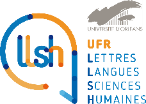 UNIVERSITÉ D'ORLÉANS
llsh
UFR
LETTRES
LANGUES
SCIENCES
HUMAINES